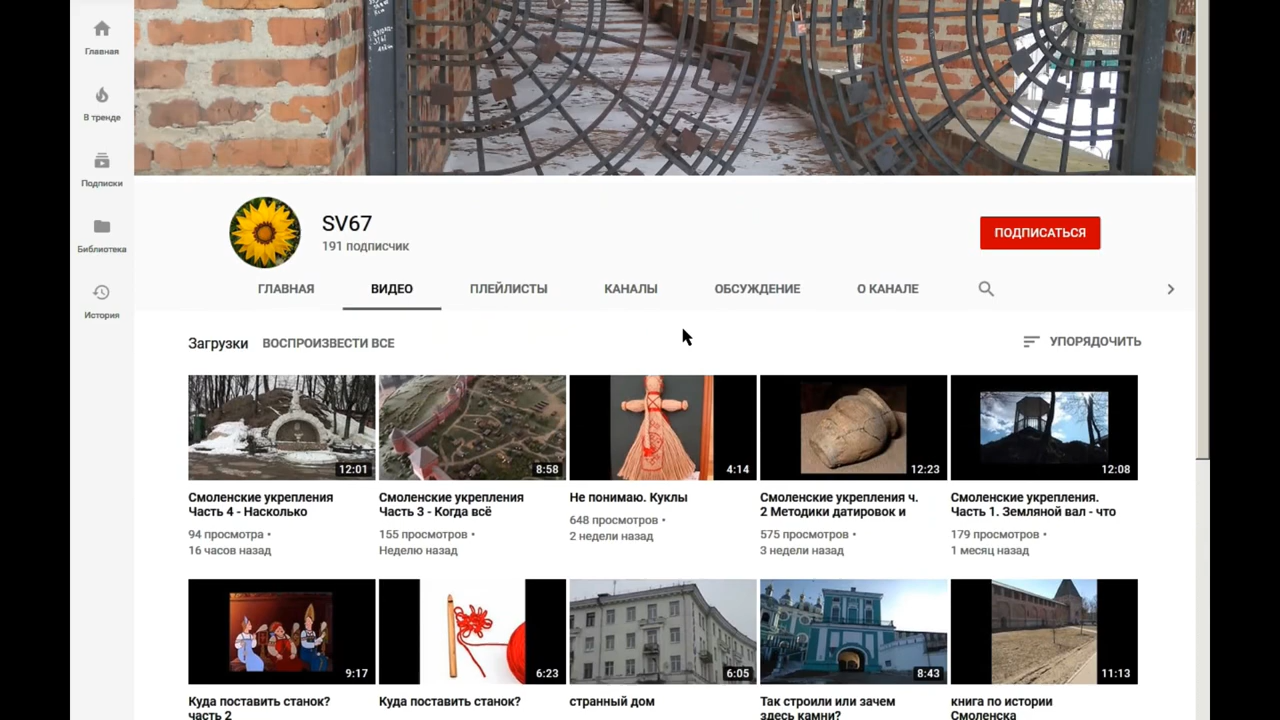 Главная
В тренде
Подписки
Библиотека
История
SV67
191 подписчик
ПОДПИСАТЬСЯ
ГЛАВНАЯ
ВИДЕО
ПЛЕЙЛИСТЫ
КАНАЛЫ
ОБСУЖДЕНИЕ
О КАНАЛЕ
Загрузки
ВОСПРОИЗВЕСТИ ВСЕ
УПОРЯДОЧИТЬ
12:01
Смоленские укрепления
Часть 4 - Насколько
94 просмотра •
16 часов назад
8:58
Смоленские укрепления
Часть 3 - Когда всё
155 просмотров •
Неделю назад
4:14
Не понимаю. Куклы
648 просмотров •
2 недели назад
12:23
Смоленские укрепления ч.
2 Методики датировок и
575 просмотров •
3 недели назад
12:08
Смоленские укрепления.
Часть 1. Земляной вал - что
179 просмотров •
1 месяц назад
9:17
Куда поставить станок?
часть 2
6:23
Куда поставить станок?
6:05
странный дом
8:43
Так строили или зачем
здесь камни?
11:13
книга по истории
Смоленска